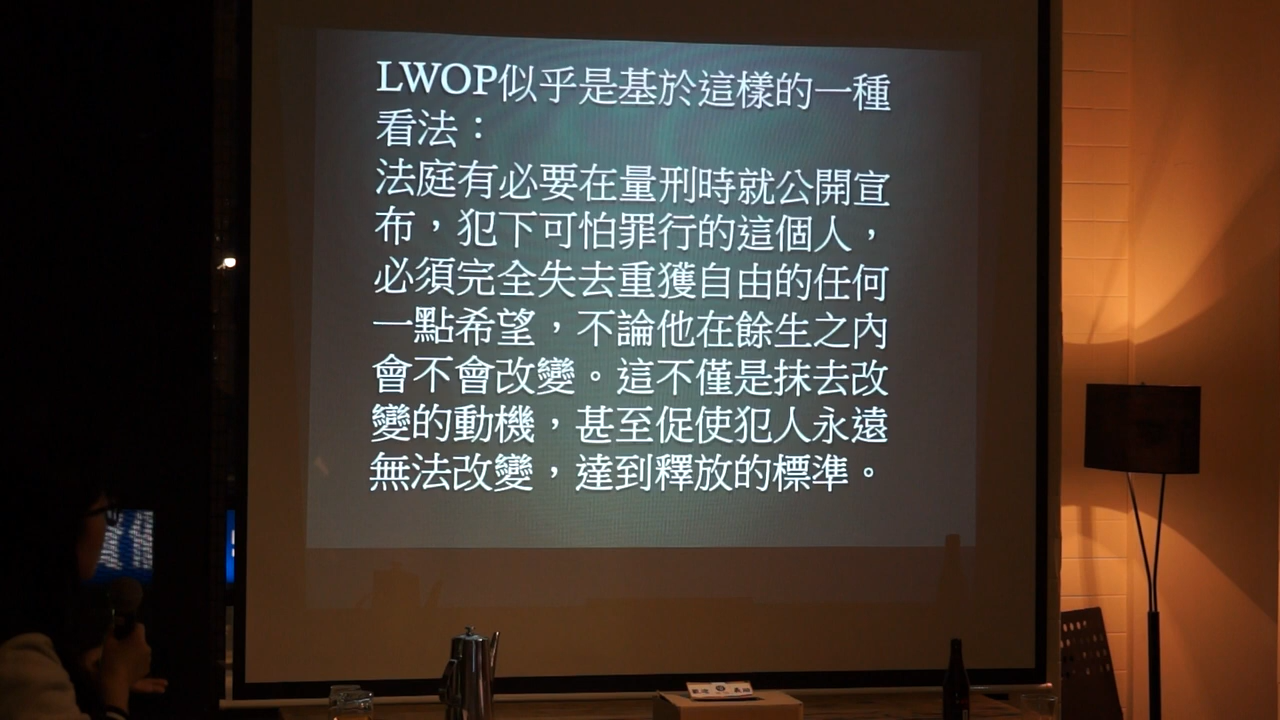 LWOP似乎是基於這樣的一種
看法：
法庭有必要在量刑時就公開宣
布，犯下可怕罪行的這個人，
必須完全失去重獲自由的任何
一點希望，不論他在餘生之內
會不會改變。這不僅是抹去改
變的動機，甚至促使犯人永遠
無法改變，達到釋放的標準。